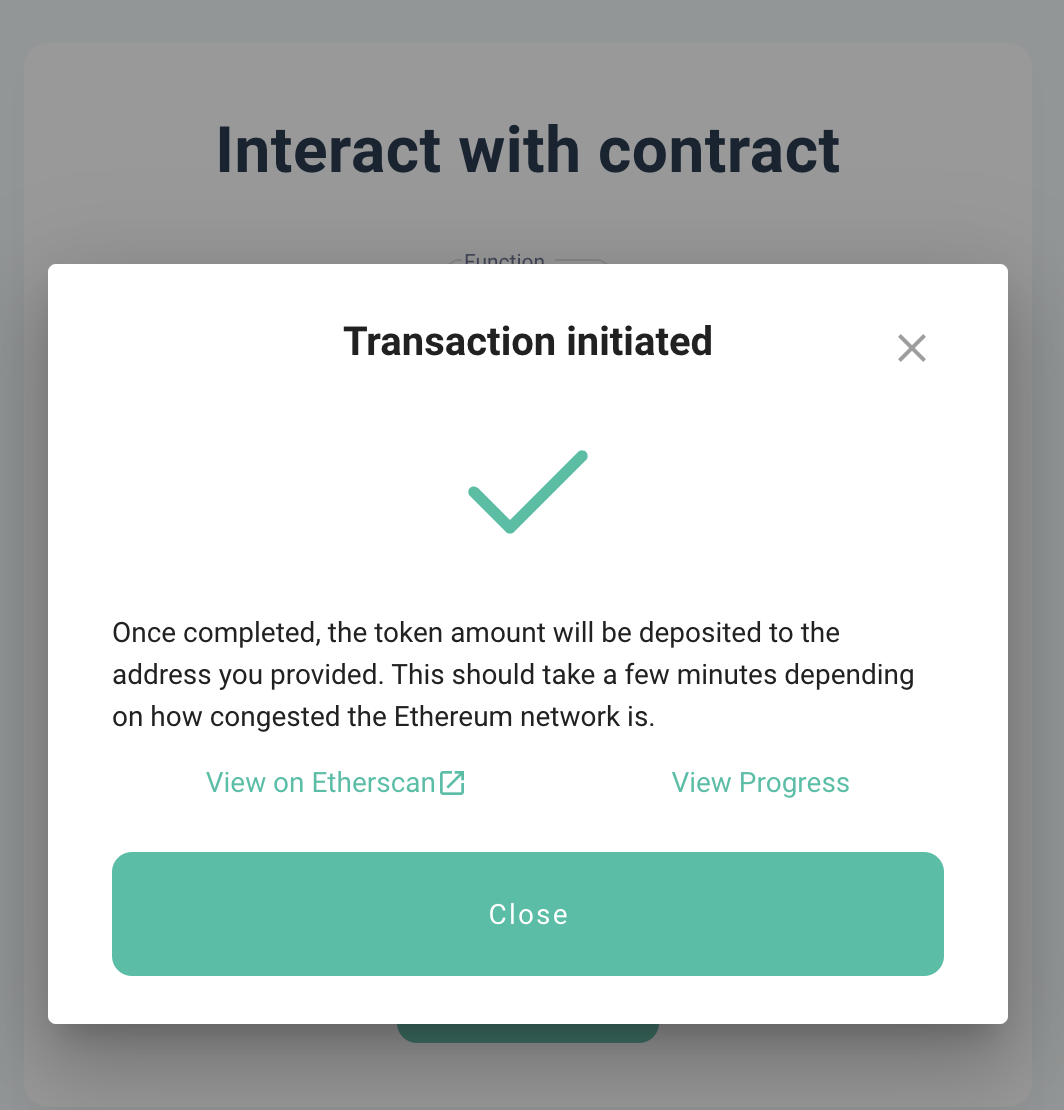 Interact with contract
Function
Transaction initiated
Once completed, the token amount will be deposited to the
address you provided. This should take a few minutes depending
on how congested the Ethereum network is.
View on Etherscan
View Progress
Close